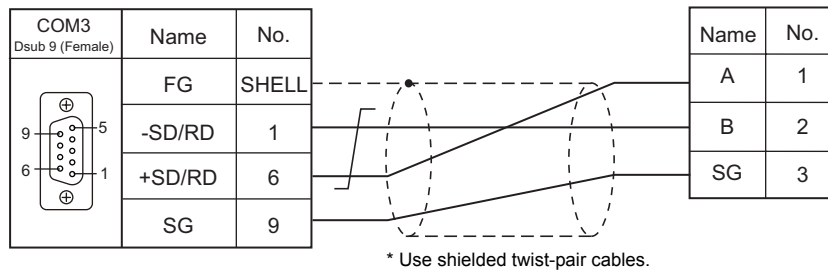 COM3
Dsub 9 (Female)
Name No.
FG SHELL
-SD/RD 1
+SD/RD 6
SG 9
9 5
6 1
Name No.
A 1
B 2
SG 3
* Use shielded twist-pair cables.